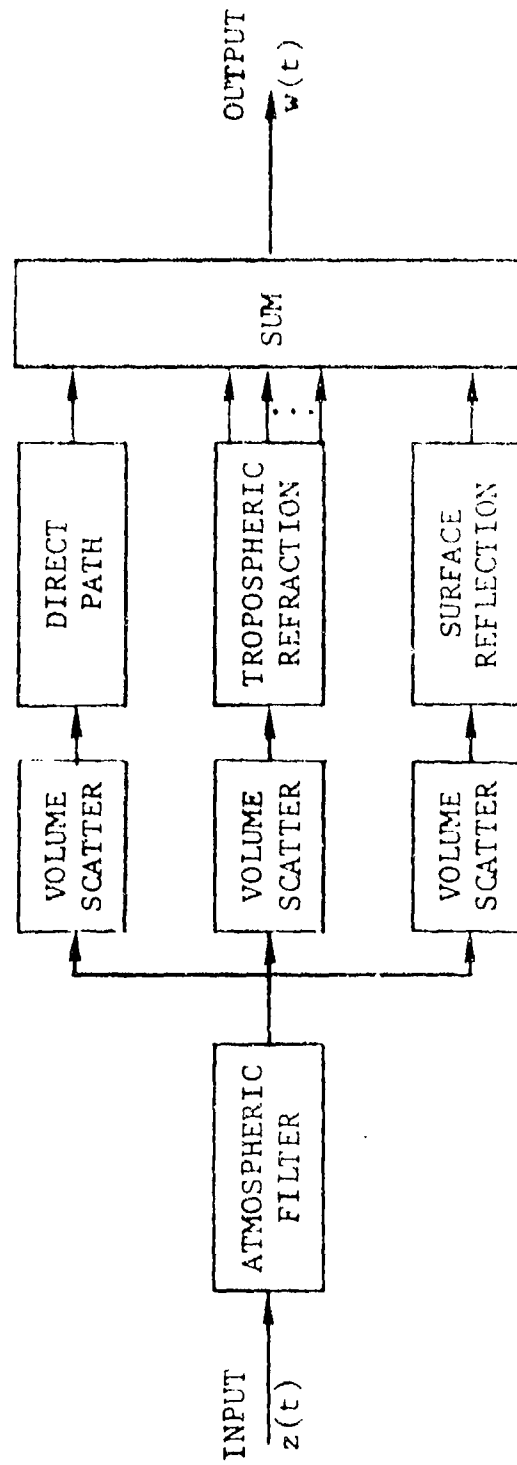 INPUT
z(t)
ATMOSPHERIC
FILTER
VOLUME
SCATTER
DIRECT
PATH
VOLUME
SCATTER
TROPOSPHERIC
REFRACTION
...
VOLUME
SCATTER
SURFACE
REFLECTION
SUM
OUTPUT
w(t)